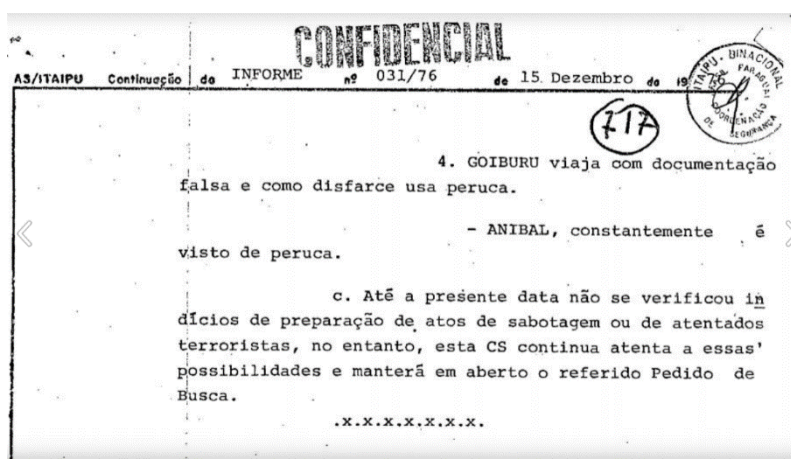 CONFIDENCIAL
AS/ITAIPU Continuação do INFORME nº 031/76 de 15 Dezembro de 19
ITAIPU BINACIONAL
COORDENAÇÃO DE SEGURANÇA
717
4. GOIBURU viaja com documentação
falsa e como disfarce usa peruca.
- ANIBAL, constantemente é
visto de peruca.
c. Até a presente data não se verificou in
dícios de preparação de atos de sabotagem ou de atentados
terroristas, no entanto, esta CS continua atenta a essas'
possibilidades e manterá em aberto o referido Pedido de
Busca.
.x.x.x.x.x.x.x.